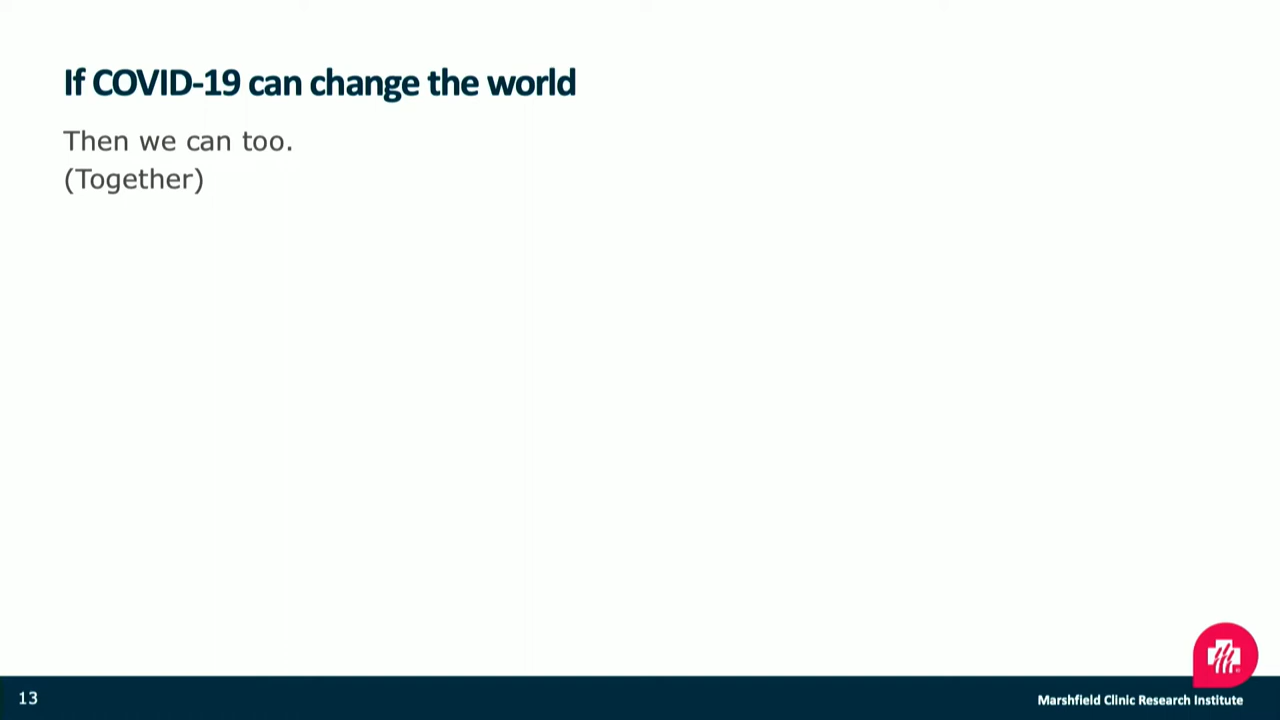 If COVID-19 can change the world
Then we can too.
(Together)
13
Marshfield Clinic Research Institute